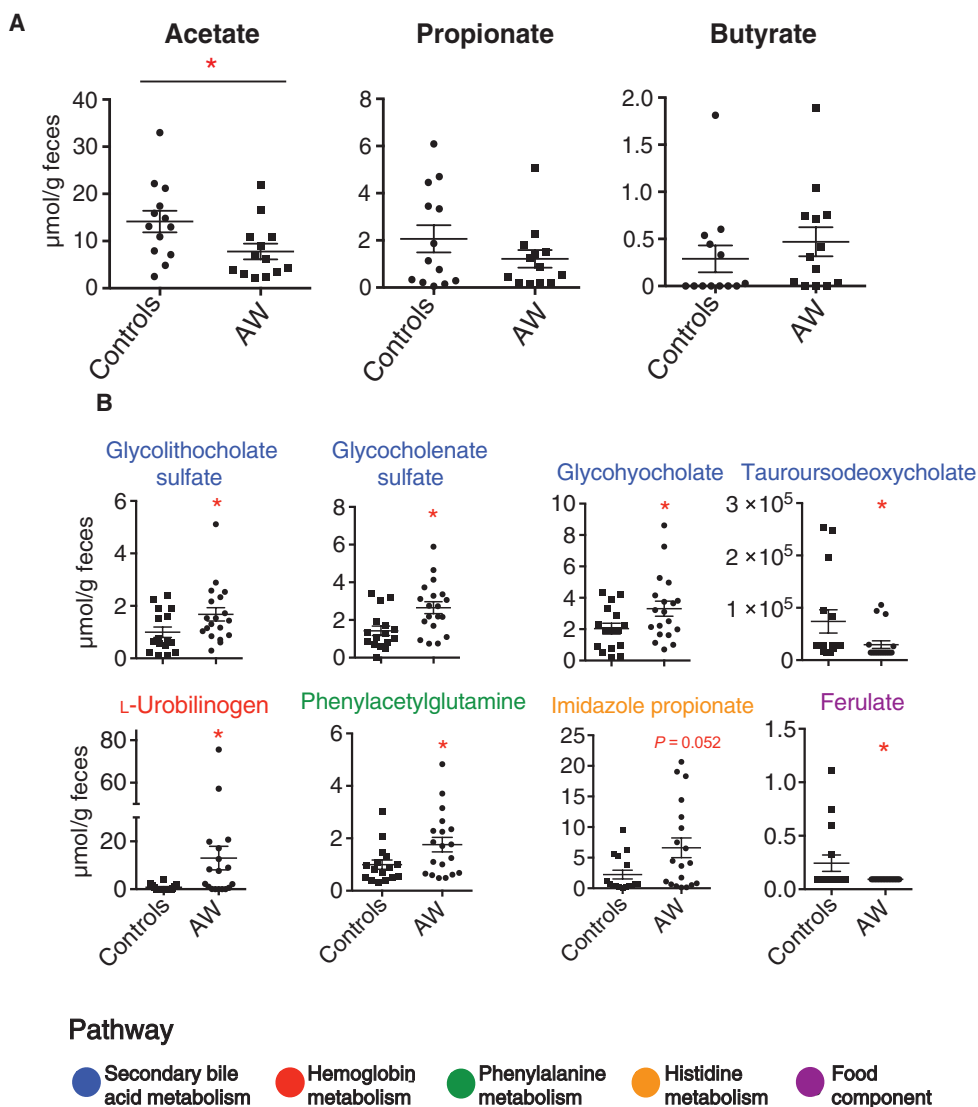 A
Acetate
Propionate
Butyrate
*
μmol/g feces
40
30
20
10
0
8
6
4
2
0
2.0
1.5
1.0
0.5
0
Controls
AW
Controls
AW
Controls
AW
B
Glycolithocholate
sulfate
Glycocholenate
sulfate
Glycohyocholate
Tauroursodeoxycholate
μmol/g feces
6
4
2
0
*
8
6
4
2
0
*
10
8
6
4
2
0
*
3 ×10⁵
2 ×10⁵
1 ×10⁵
0
*
L-Urobilinogen
Phenylacetylglutamine
Imidazole propionate
Ferulate
μmol/g feces
80
60
20
10
0
*
6
4
2
0
*
25
20
15
10
5
0
P = 0.052
1.5
1.0
0.5
0.0
*
Controls
AW
Controls
AW
Controls
AW
Controls
AW
Pathway
Secondary bile
acid metabolism
Hemoglobin
metabolism
Phenylalanine
metabolism
Histidine
metabolism
Food
component